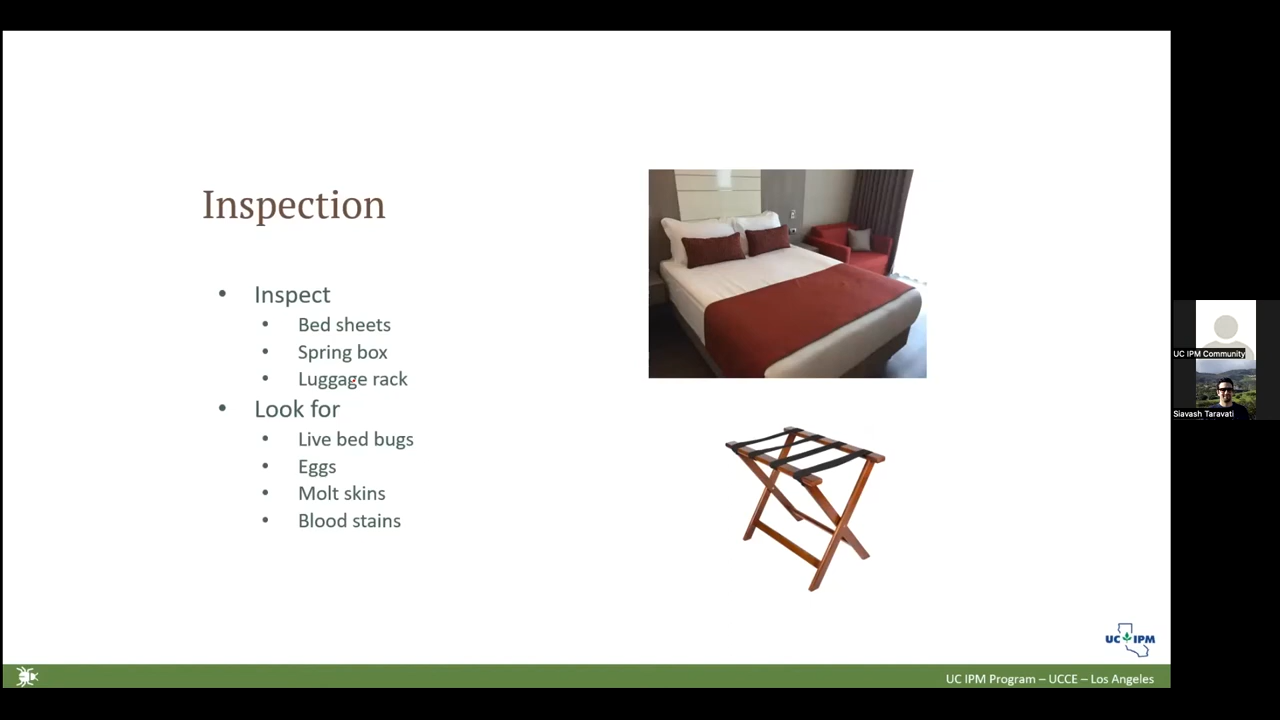 Inspection
• Inspect
• Bed sheets
• Spring box
• Luggage rack
• Look for
• Live bed bugs
• Eggs
• Molt skins
• Blood stains
UC IPM
UC IPM Program – UCCE – Los Angeles
UC IPM Community
Siavash Taravati